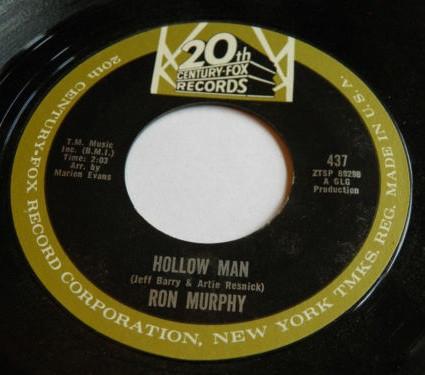 20th
CENTURY-FOX
RECORDS
T.M. Music
Inc. (B.M.I.)
Time: 2:03
Arr. by
Marion Evans
437
ZTSP 89298
A GLG
Production
HOLLOW MAN
(Jeff Barry & Artie Resnick)
RON MURPHY
20th CENTURY-FOX RECORD CORPORATION, NEW YORK TMKS. REG. MADE IN U.S.A.